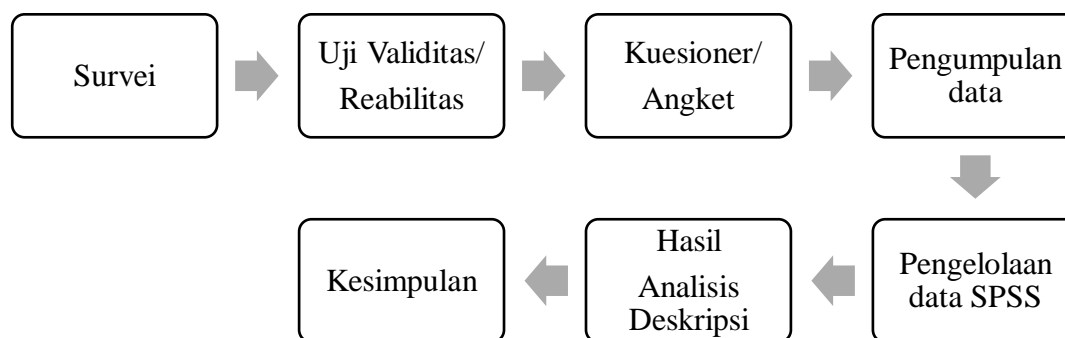 Survei
Uji Validitas/
Reabilitas
Kuesioner/
Angket
Pengumpulan
data
Pengelolaan
data SPSS
Hasil
Analisis
Deskripsi
Kesimpulan